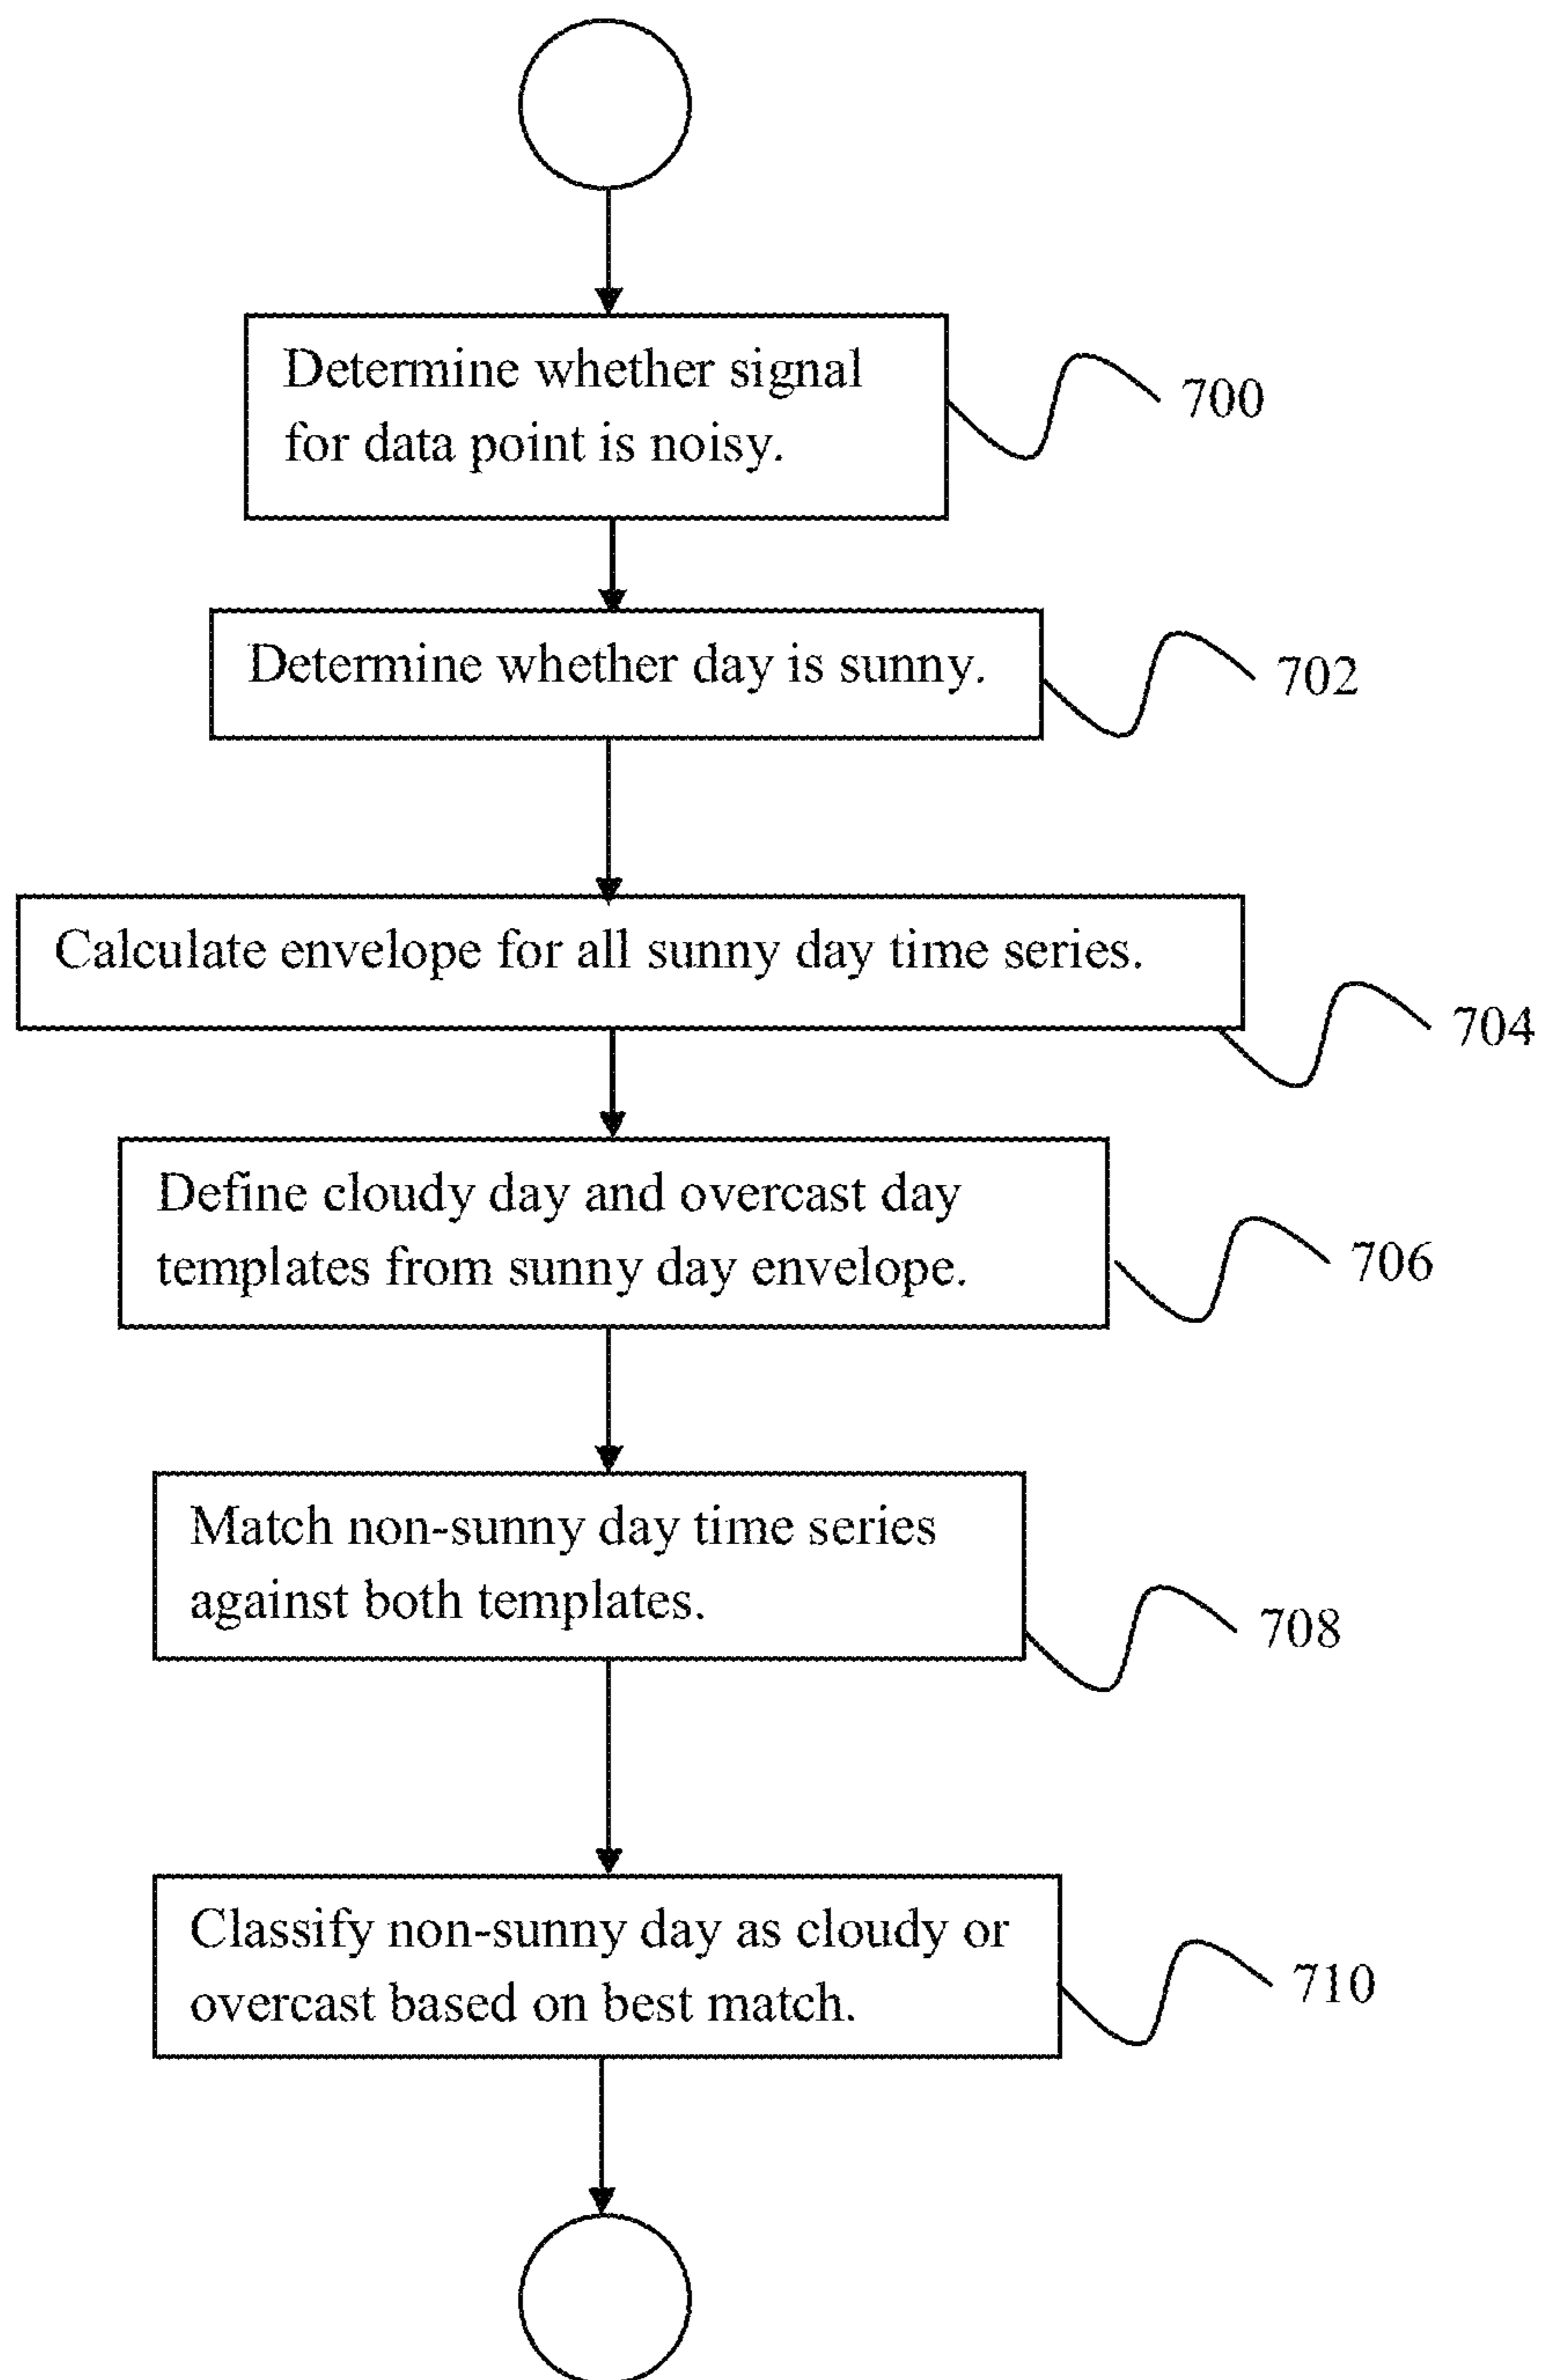 Determine whether signal
for data point is noisy.
700
Determine whether day is sunny.
702
Calculate envelope for all sunny day time series.
704
Define cloudy day and overcast day
templates from sunny day envelope.
706
Match non-sunny day time series
against both templates.
708
Classify non-sunny day as cloudy or
overcast based on best match.
710